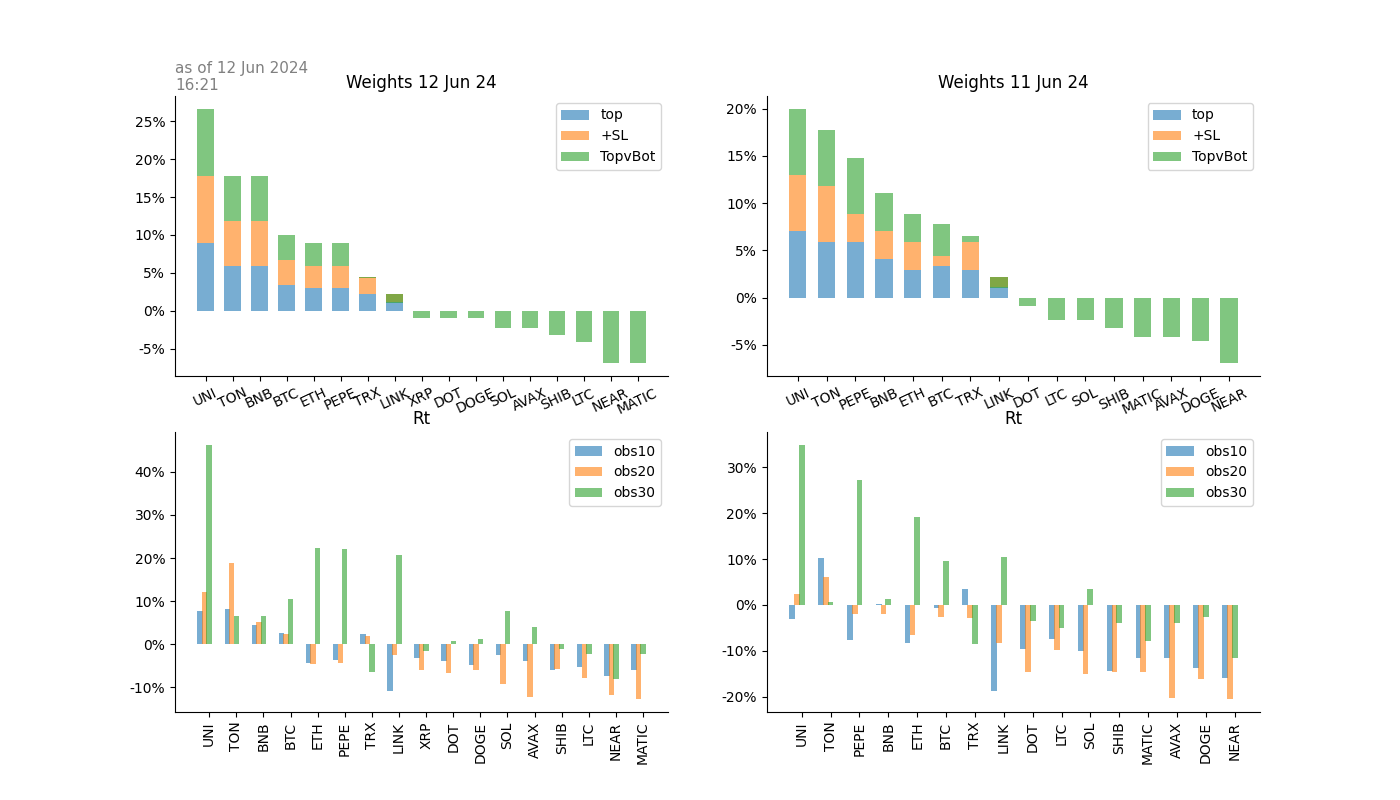 as of 12 Jun 2024
16:21
Weights 12 Jun 24
25%
20%
15%
10%
5%
0%
-5%
top
+SL
TopvBot
UNI TON BNB BTC ETH PEPE TRX LINK XRP DOT DOGE SOL AVAX SHIB LTC NEAR MATIC
Weights 11 Jun 24
20%
15%
10%
5%
0%
-5%
top
+SL
TopvBot
UNI TON PEPE BNB ETH BTC TRX LINK DOT LTC SOL SHIB MATIC AVAX DOGE NEAR
Rt
40%
30%
20%
10%
0%
-10%
obs10
obs20
obs30
UNI TON BNB BTC ETH PEPE TRX LINK XRP DOT DOGE SOL AVAX SHIB LTC NEAR MATIC
Rt
30%
20%
10%
0%
-10%
-20%
obs10
obs20
obs30
UNI TON PEPE BNB ETH BTC TRX LINK DOT LTC SOL SHIB MATIC AVAX DOGE NEAR